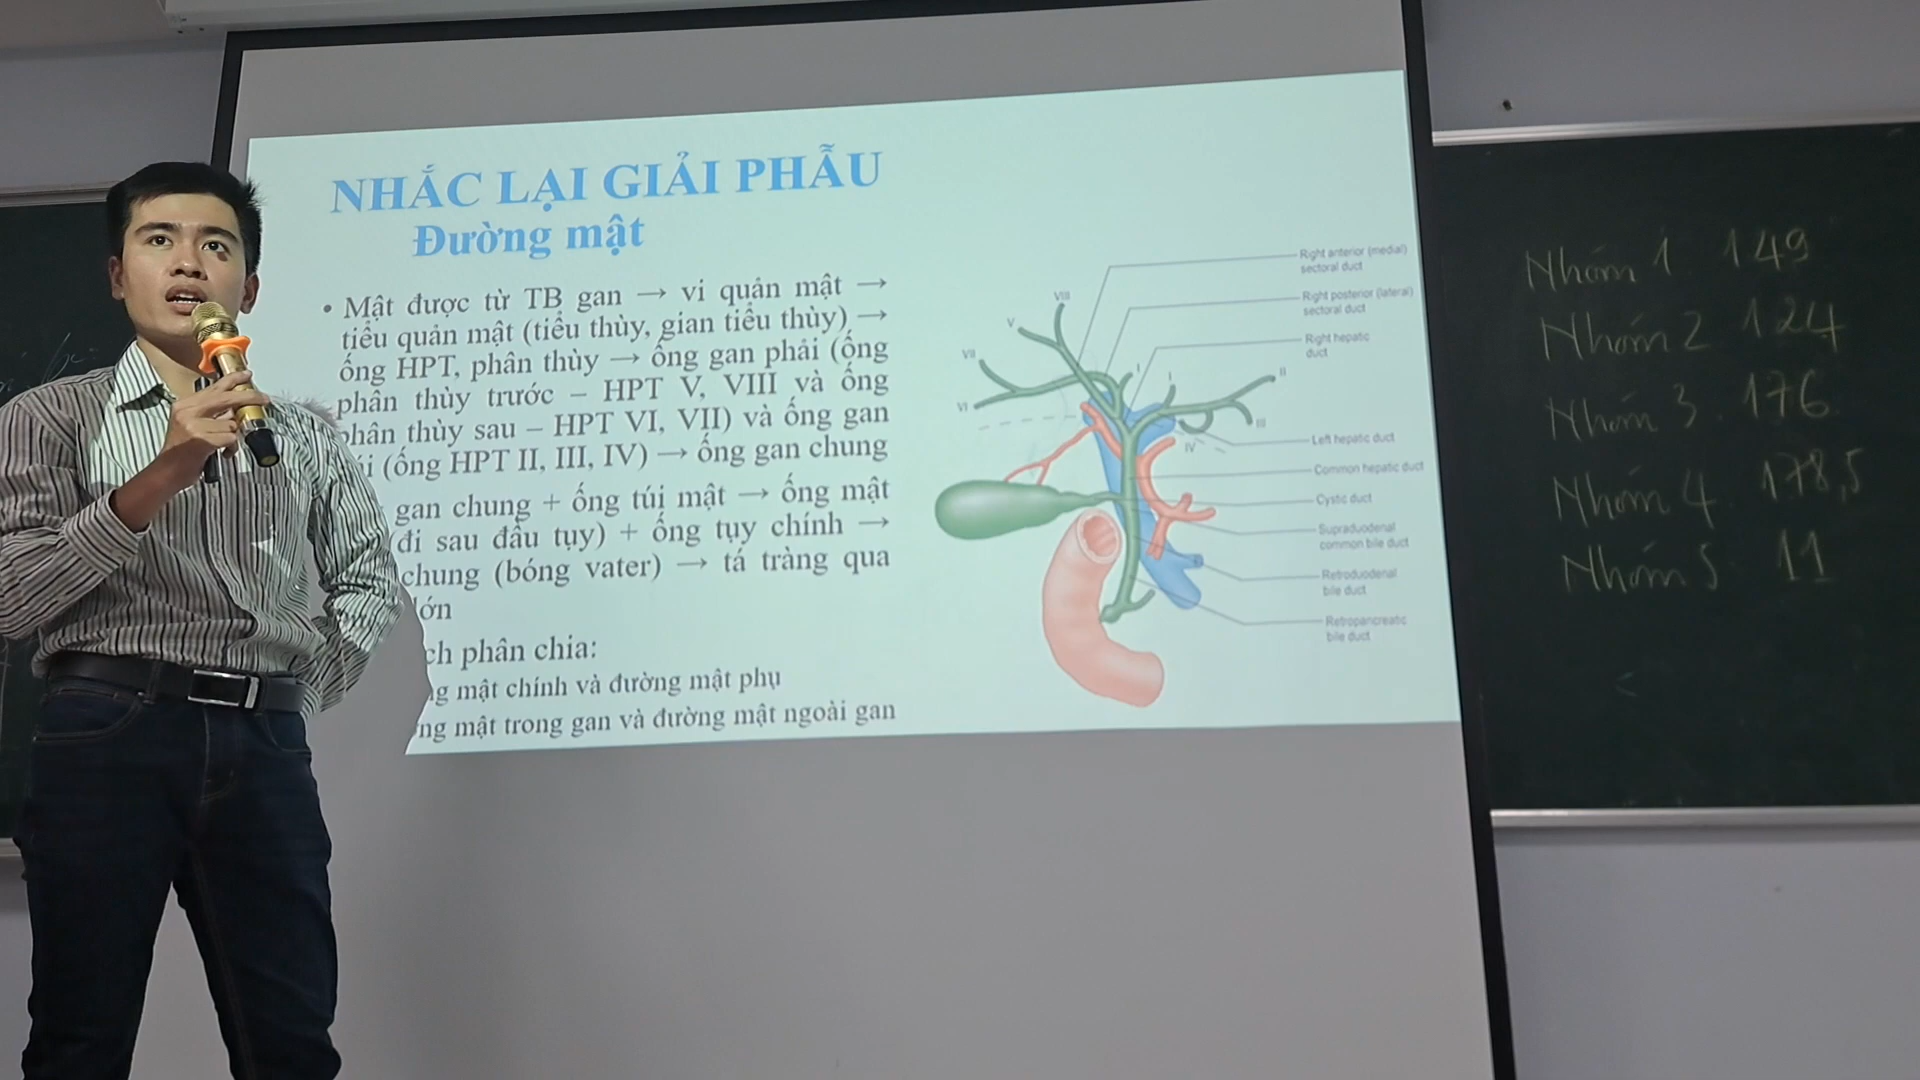 NHẮC LẠI GIẢI PHẪU
Đường mật
• Mật được từ TB gan → vi quản mật →
tiểu quản mật (tiểu thùy, gian tiểu thùy) →
ống HPT, phân thùy → ống gan phải (ống
phân thùy trước – HPT V, VIII và ống
phân thùy sau – HPT VI, VII) và ống gan
(ống HPT II, III, IV) → ống gan chung
gan chung + ống túi mật → ống mật
(đi sau đầu tụy) + ống tụy chính →
chung (bóng vater) → tá tràng qua
lớn
ch phân chia:
ng mật chính và đường mật phụ
ng mật trong gan và đường mật ngoài gan
Right anterior (medial)
sectoral duct
Right posterior (lateral)
sectoral duct
Right hepatic
duct
Left hepatic duct
Common hepatic duct
Cystic duct
Supraduodenal
common bile duct
Retroduodenal
bile duct
Retropancreatic
bile duct
VIII
V
VII
VI
I
I
II
III
IV
Nhóm 1 149
Nhóm 2 124
Nhóm 3. 176
Nhóm 4. 178,5
Nhóm 5. 11